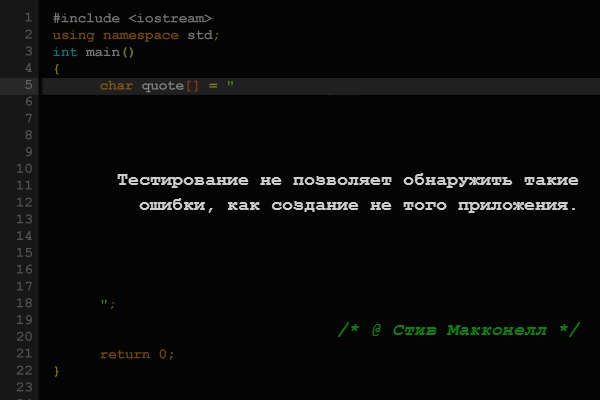 1 #include <iostream>
2 using namespace std;
3 int main()
4 {
5 char quote[] = "
6
7
8
9
10
Тестирование не позволяет обнаружить такие
11
12 ошибки, как создание не того приложения.
13
14
15
16
17
18 ";
19
/* @ Стив Макконелл */
20
21 return 0;
22 }
23